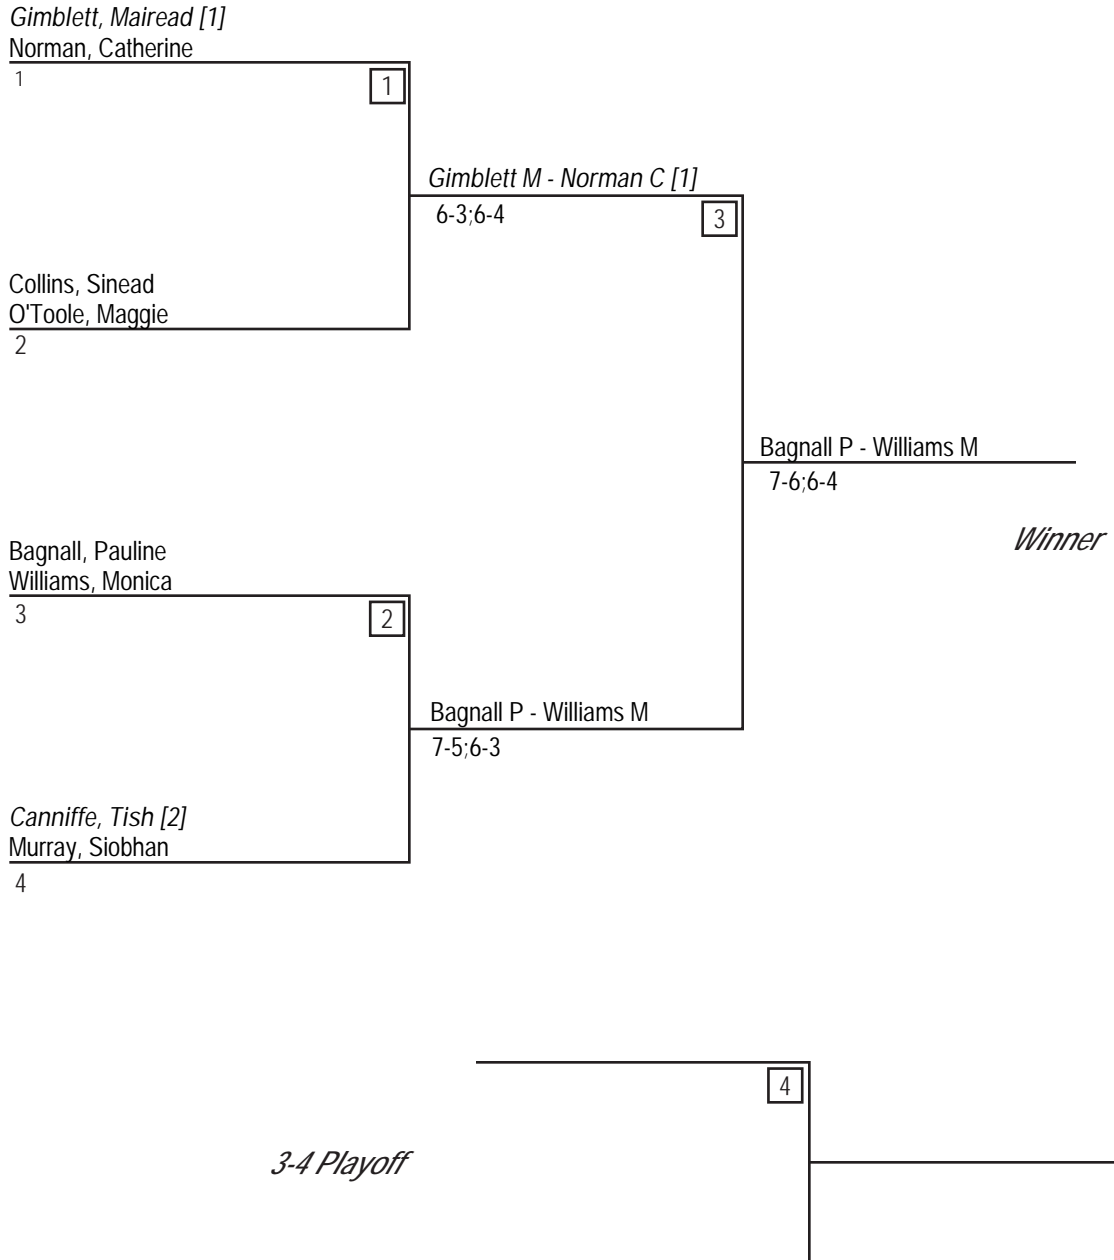 Gimblett, Mairead [1]
Norman, Catherine
1
1
Gimblett M - Norman C [1]
6-3;6-4
3
Collins, Sinead
O'Toole, Maggie
2
Bagnall P - Williams M
7-6;6-4
Winner
Bagnall, Pauline
Williams, Monica
3
2
Bagnall P - Williams M
7-5;6-3
Canniffe, Tish [2]
Murray, Siobhan
4
4
3-4 Playoff